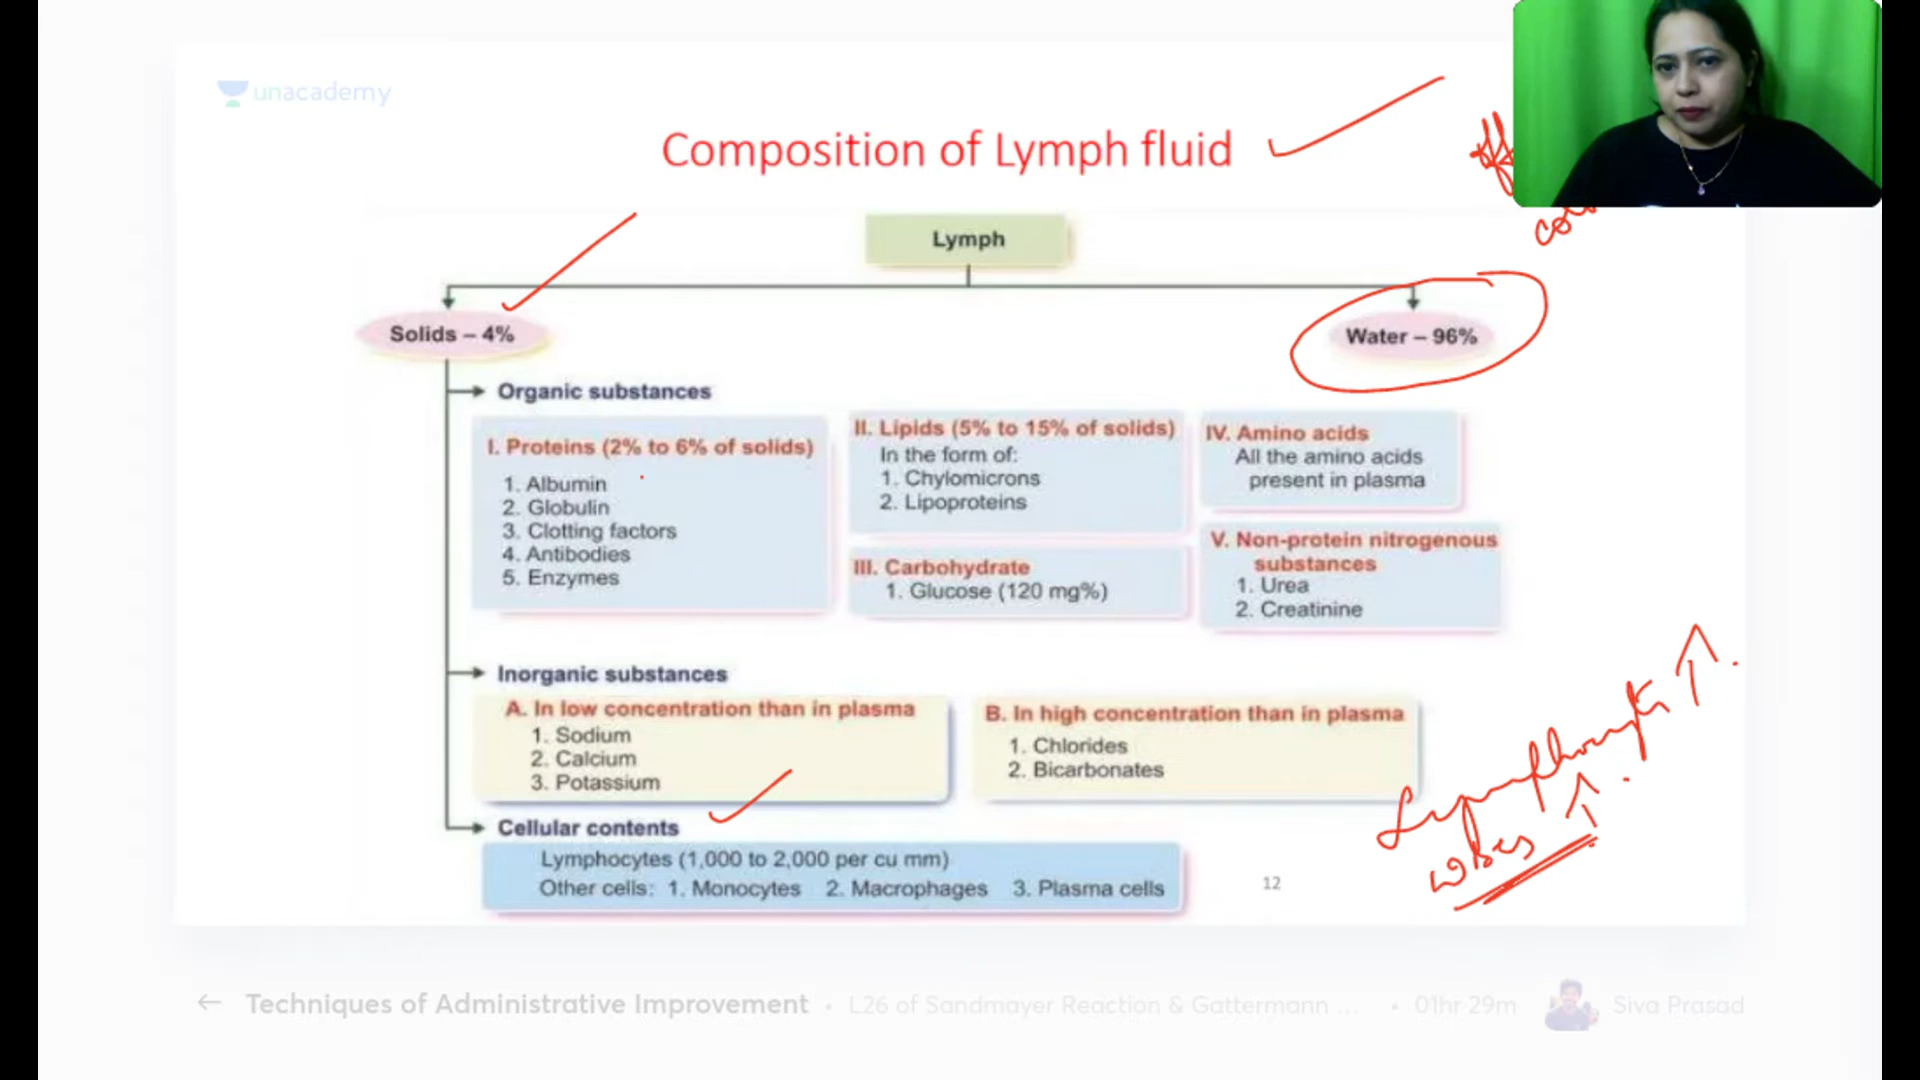 unacademy
Composition of Lymph fluid
Lymph
Solids – 4%
Water – 96%
Organic substances
I. Proteins (2% to 6% of solids)
1. Albumin
2. Globulin
3. Clotting factors
4. Antibodies
5. Enzymes
II. Lipids (5% to 15% of solids)
In the form of:
1. Chylomicrons
2. Lipoproteins
III. Carbohydrate
1. Glucose (120 mg%)
IV. Amino acids
All the amino acids
present in plasma
V. Non-protein nitrogenous
substances
1. Urea
2. Creatinine
Inorganic substances
A. In low concentration than in plasma
1. Sodium
2. Calcium
3. Potassium
B. In high concentration than in plasma
1. Chlorides
2. Bicarbonates
Cellular contents
Lymphocytes (1,000 to 2,000 per cu mm)
Other cells: 1. Monocytes 2. Macrophages 3. Plasma cells
12
WBCs ↑
← Techniques of Administrative Improvement • L26 of Sandmayer Reaction & Gattermann ... • 01hr 29m Siva Prasad